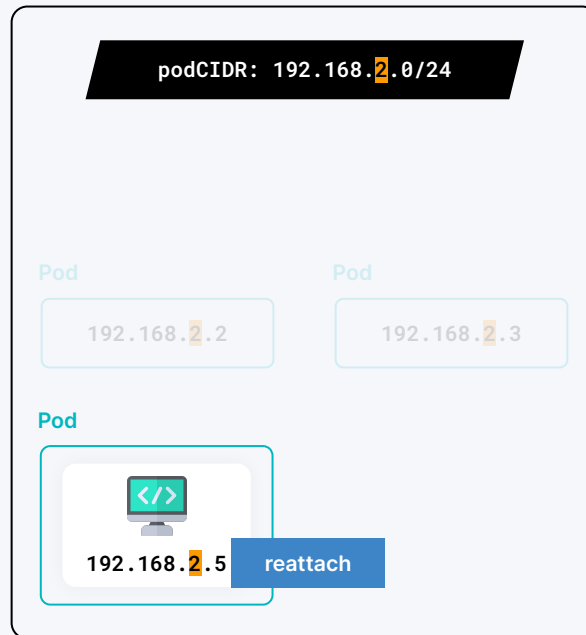 podCIDR: 192.168.2.0/24
Pod
Pod
192.168.2.2
192.168.2.3
Pod
</>
192.168.2.5
reattach